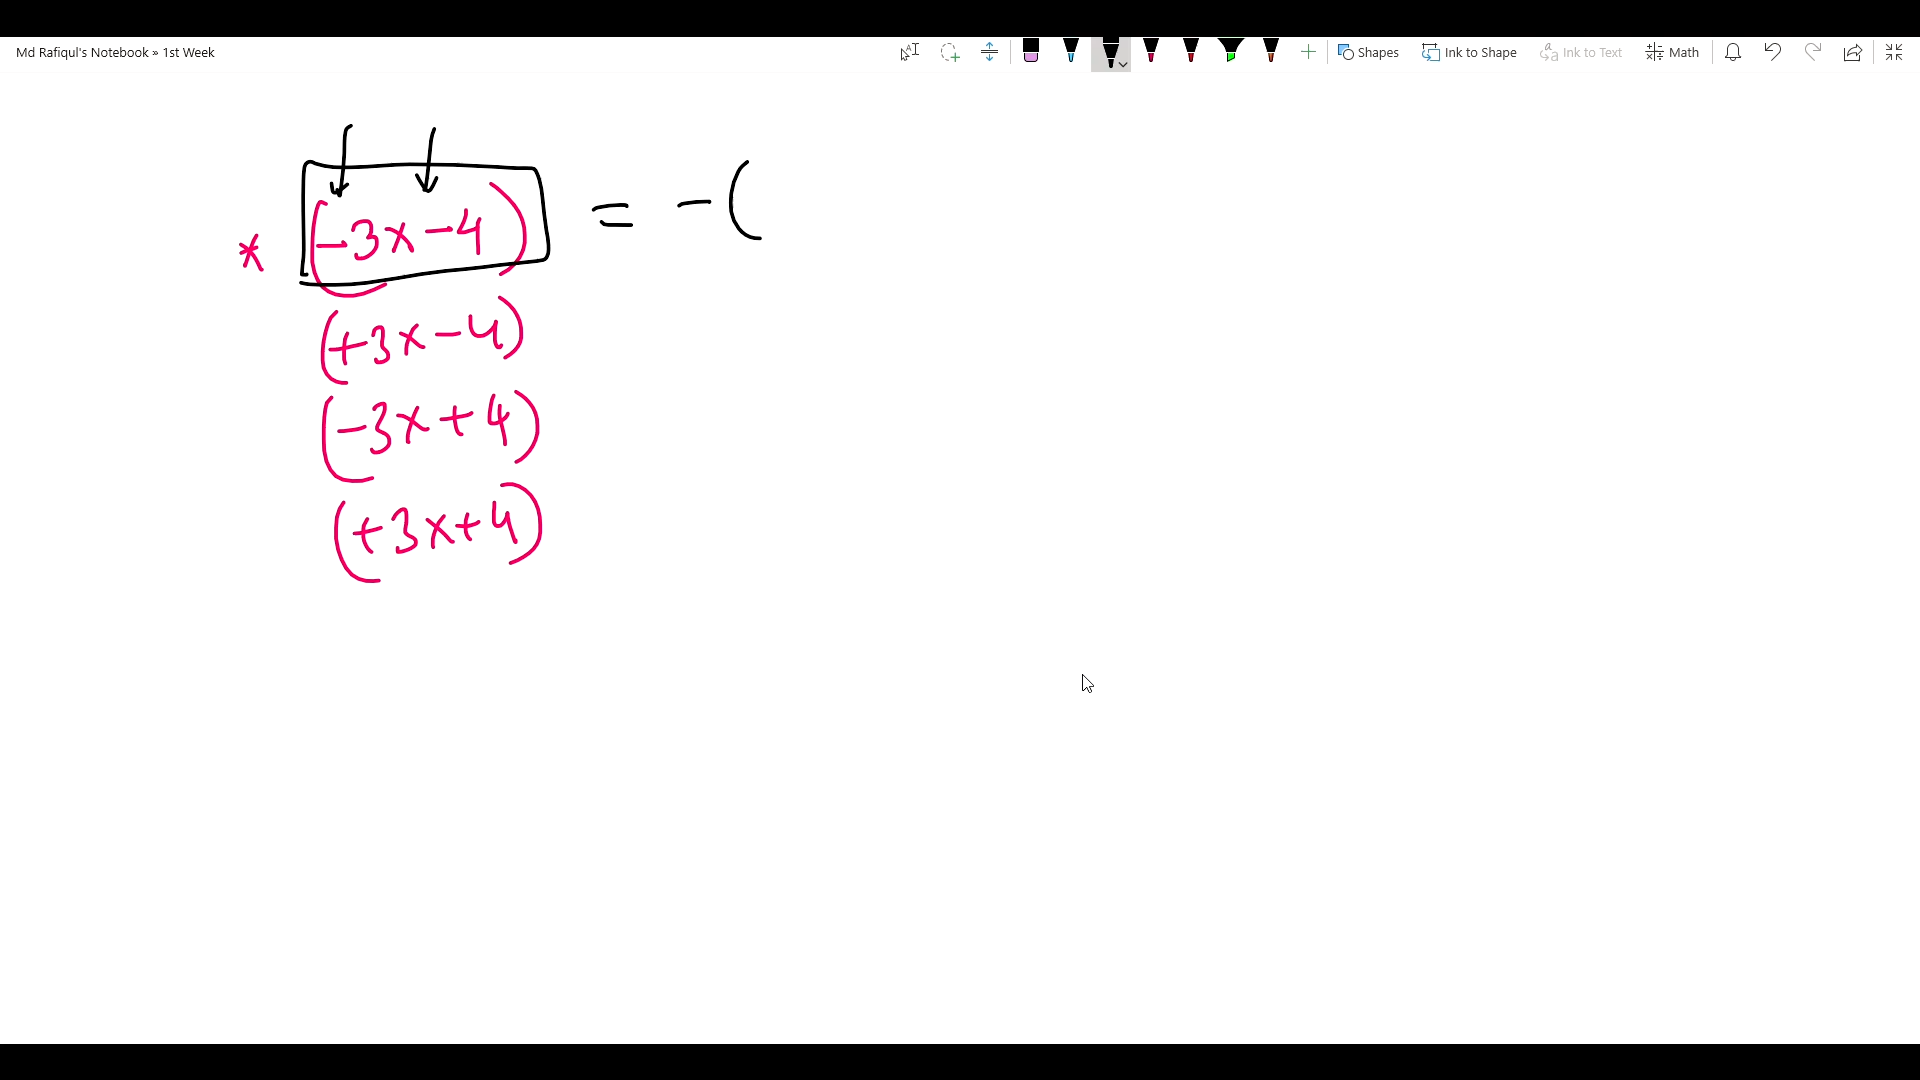 Md Rafiqul's Notebook » 1st Week
Shapes Ink to Shape Ink to Text Math
* (-3x-4) = -(
(+3x-4)
(-3x+4)
(+3x+4)